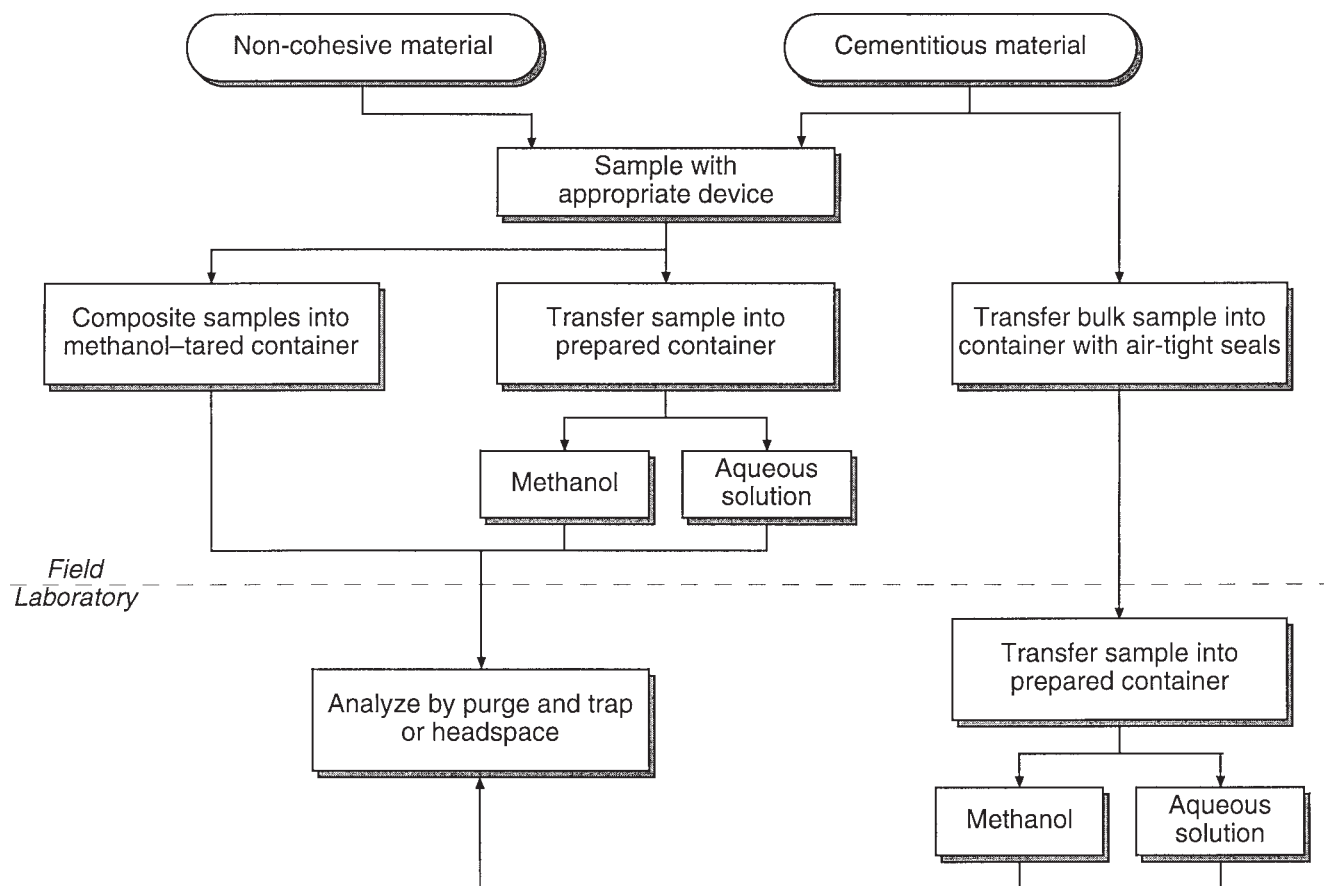 Non-cohesive material
Cementitious material
Sample with
appropriate device
Composite samples into
methanol–tared container
Transfer sample into
prepared container
Transfer bulk sample into
container with air-tight seals
Methanol
Aqueous
solution
Field
Laboratory
Transfer sample into
prepared container
Analyze by purge and trap
or headspace
Methanol
Aqueous
solution